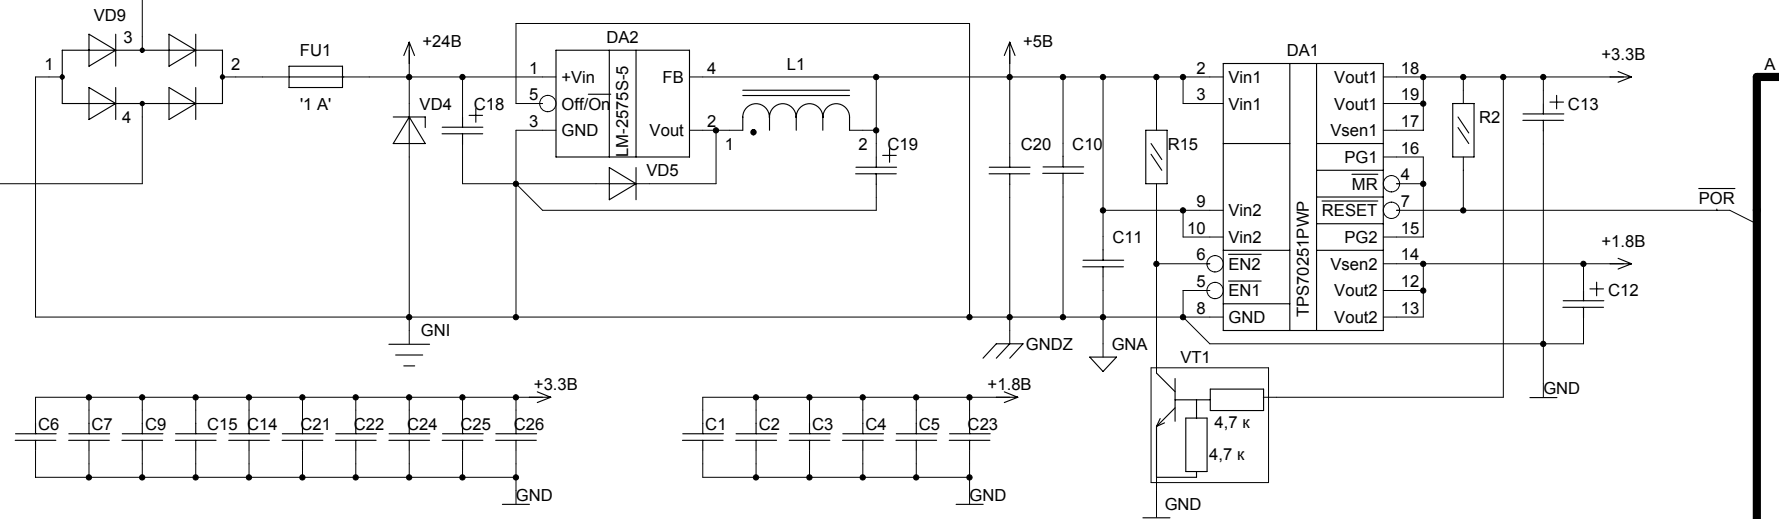 VD9
3
1
2
4
FU1
'1 A'
+24В
VD4
C18
+
DA2
1
+Vin
5
Off/On
3
GND
LM-2575S-5
FB
4
Vout
2
VD5
L1
1
2
C19
+
+5В
C20
C10
R15
C11
DA1
2
Vin1
3
Vin1
9
Vin2
10
Vin2
6
EN2
5
EN1
8
GND
TPS70251PWP
Vout1
18
Vout1
19
Vsen1
17
PG1
16
MR
4
RESET
7
PG2
15
Vsen2
14
Vout2
12
Vout2
13
+3.3В
R2
+
C13
POR
+1.8В
+
C12
A
GNI
GNDZ
GNA
VT1
4,7 к
4,7 к
GND
GND
+3.3В
C6
C7
C9
C15
C14
C21
C22
C24
C25
C26
GND
+1.8В
C1
C2
C3
C4
C5
C23
GND